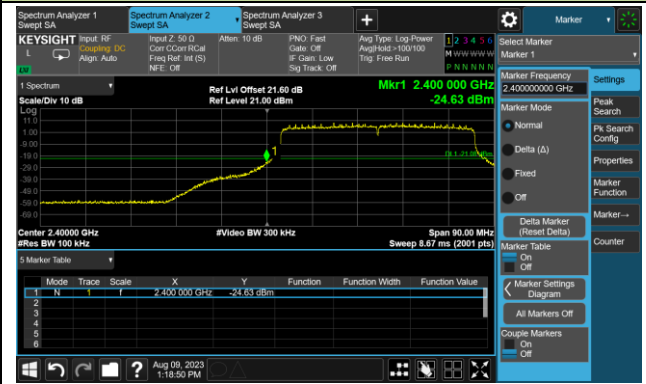 Spectrum Analyzer 1
Swept SA
Spectrum Analyzer 2
Swept SA
Spectrum Analyzer 3
Swept SA
+
Marker
KEYSIGHT
L
Input: RF
Coupling: DC
Align: Auto
Input Z: 50 Ω
Corr CCorr RCal
Freq Ref: Int (S)
NFE: Off
Atten: 10 dB
PNO: Fast
Gate: Off
IF Gain: Low
Sig Track: Off
Avg Type: Log-Power
Avg|Hold:>100/100
Trig: Free Run
1 2 3 4 5 6
M W W W W W
P N N N N N
Select Marker
Marker 1
1 Spectrum
Scale/Div 10 dB
Log
Ref Lvl Offset 21.60 dB
Ref Level 21.00 dBm
Mkr1 2.400 000 GHz
-24.63 dBm
11.0
1.00
-9.00
-19.0
-29.0
-39.0
-49.0
-59.0
-69.0
1
Center 2.40000 GHz
#Res BW 100 kHz
#Video BW 300 kHz
Span 90.00 MHz
Sweep 8.67 ms (2001 pts)
5 Marker Table
Mode Trace Scale X Y Function Function Width Function Value
1 N 1 f 2.400 000 GHz -24.63 dBm
2
3
4
5
6
Marker Frequency
2.400000000 GHz
Marker Mode
Normal
Delta (Δ)
Fixed
Off
Delta Marker
(Reset Delta)
Marker Table
On
Off
Marker Settings
Diagram
All Markers Off
Couple Markers
On
Off
Settings
Peak
Search
Pk Search
Config
Properties
Marker
Function
Marker→
Counter
?
Aug 09, 2023
1:18:50 PM